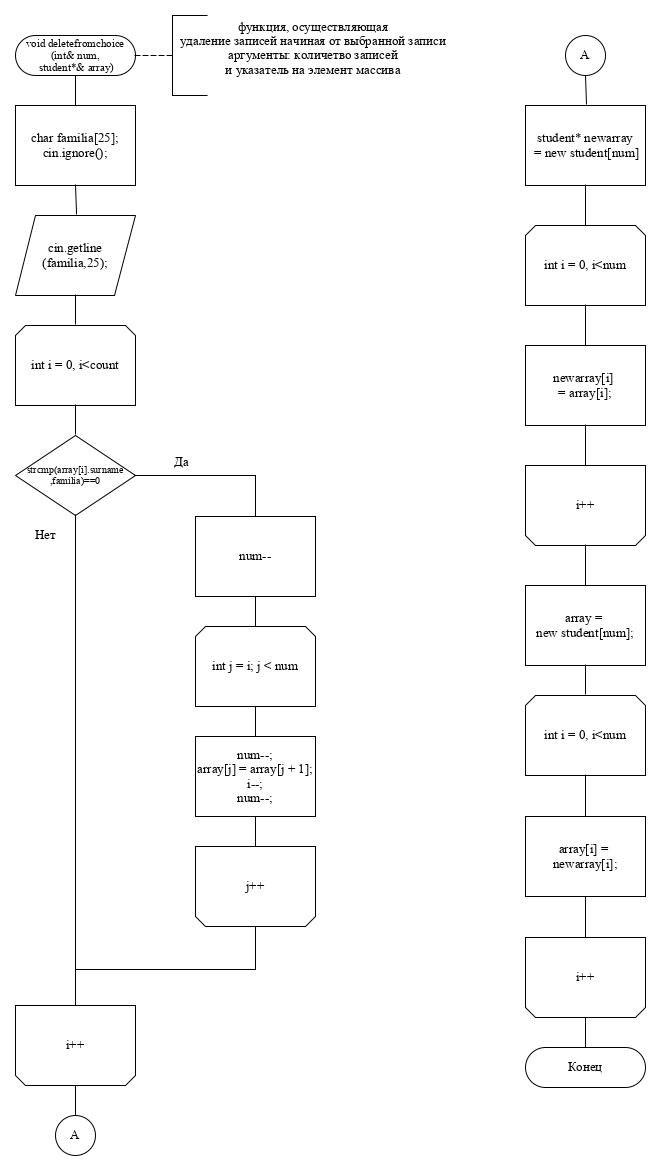 void deletefromchoice
(int& num,
student*& array)
функция, осуществляющая
удаление записей начиная от выбранной записи
аргументы: количетво записей
и указатель на элемент массива
char familia[25];
cin.ignore();
cin.getline
(familia,25);
int i = 0, i<count
strcmp(array[i].surname
,familia)==0
Да
Нет
num--
int j = i; j < num
num--;
array[j] = array[j + 1];
i--;
num--;
j++
i++
A
A
student* newarray
= new student[num]
int i = 0, i<num
newarray[i]
= array[i];
i++
array =
new student[num];
int i = 0, i<num
array[i] =
newarray[i];
i++
Конец